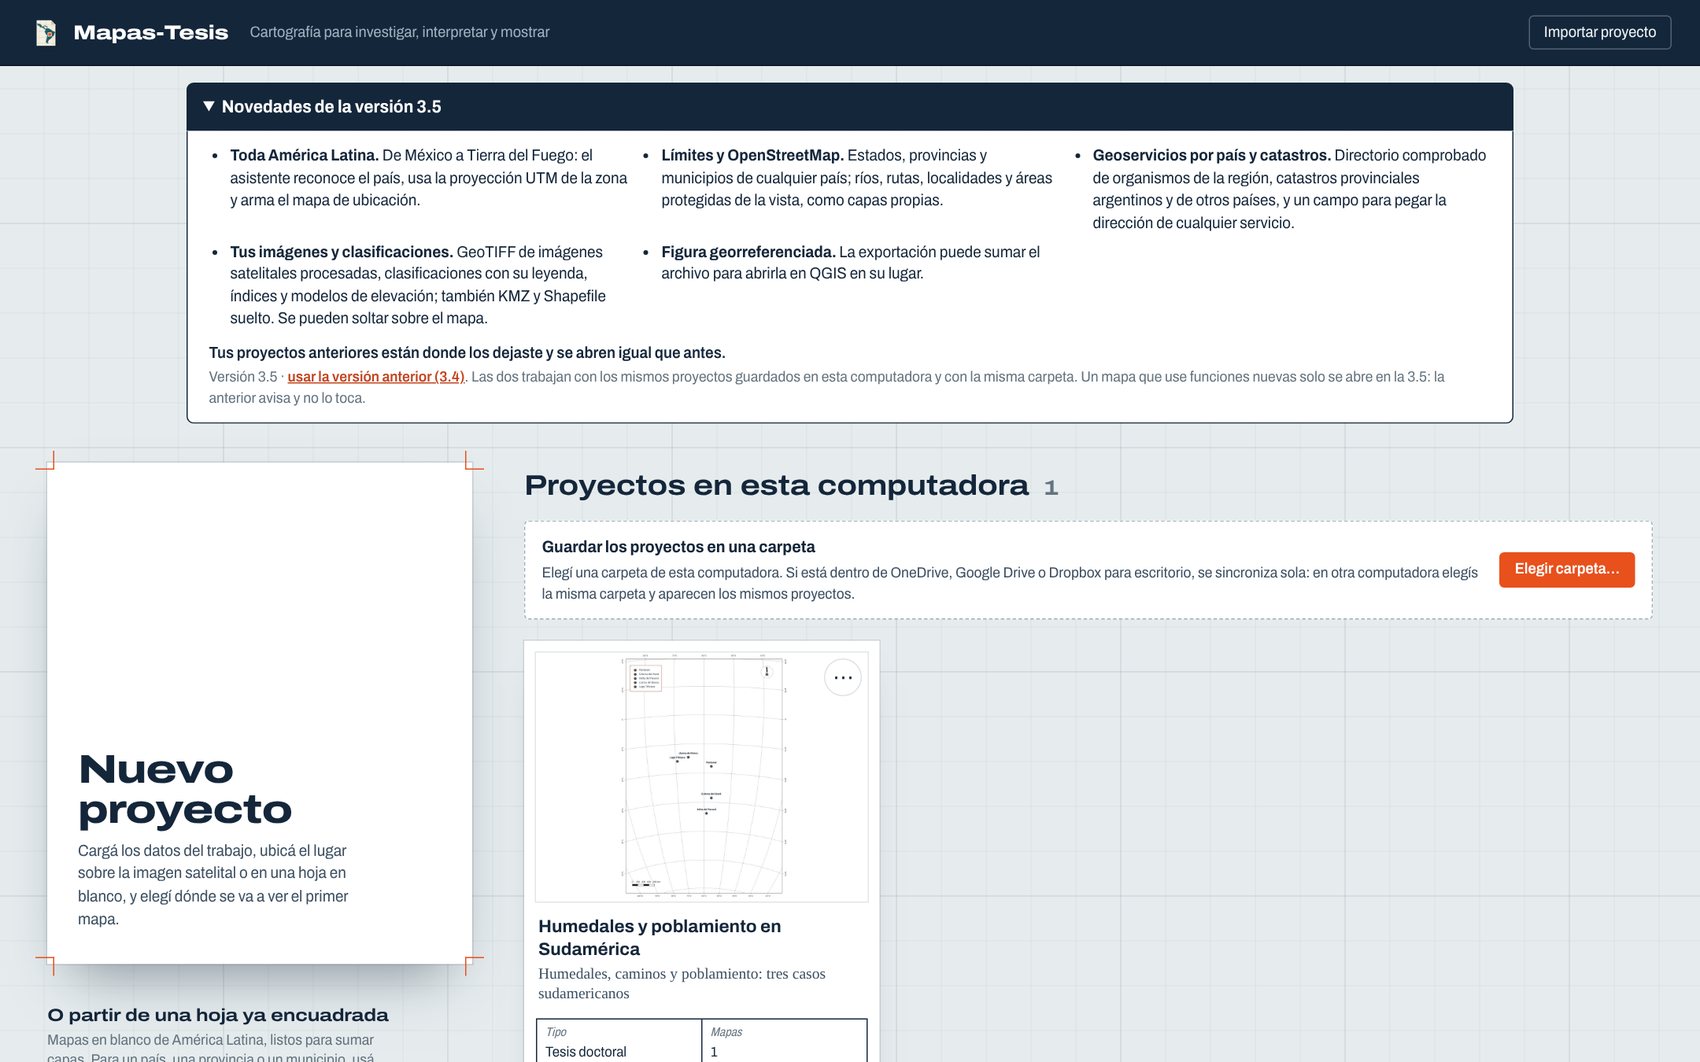 Mapas-Tesis
Cartografía para investigar, interpretar y mostrar
Importar proyecto
▼ Novedades de la versión 3.5
• Toda América Latina. De México a Tierra del Fuego: el
asistente reconoce el país, usa la proyección UTM de la zona
y arma el mapa de ubicación.
• Límites y OpenStreetMap. Estados, provincias y
municipios de cualquier país; ríos, rutas, localidades y áreas
protegidas de la vista, como capas propias.
• Geoservicios por país y catastros. Directorio comprobado
de organismos de la región, catastros provinciales
argentinos y de otros países, y un campo para pegar la
dirección de cualquier servicio.
• Tus imágenes y clasificaciones. GeoTIFF de imágenes
satelitales procesadas, clasificaciones con su leyenda,
índices y modelos de elevación; también KMZ y Shapefile
suelto. Se pueden soltar sobre el mapa.
• Figura georreferenciada. La exportación puede sumar el
archivo para abrirla en QGIS en su lugar.
Tus proyectos anteriores están donde los dejaste y se abren igual que antes.
Versión 3.5 · usar la versión anterior (3.4). Las dos trabajan con los mismos proyectos guardados en esta computadora y con la misma carpeta. Un mapa que use funciones nuevas solo se abre en la 3.5: la
anterior avisa y no lo toca.
Nuevo
proyecto
Cargá los datos del trabajo, ubicá el lugar
sobre la imagen satelital o en una hoja en
blanco, y elegí dónde se va a ver el primer
mapa.
O partir de una hoja ya encuadrada
Mapas en blanco de América Latina, listos para sumar
capas. Para un país, una provincia o un municipio, usá
Proyectos en esta computadora 1
Guardar los proyectos en una carpeta
Elegí una carpeta de esta computadora. Si está dentro de OneDrive, Google Drive o Dropbox para escritorio, se sincroniza sola: en otra computadora elegís
la misma carpeta y aparecen los mismos proyectos.
Elegir carpeta...
Humedales y poblamiento en
Sudamérica
Humedales, caminos y poblamiento: tres casos
sudamericanos
Tipo
Tesis doctoral
Mapas
1